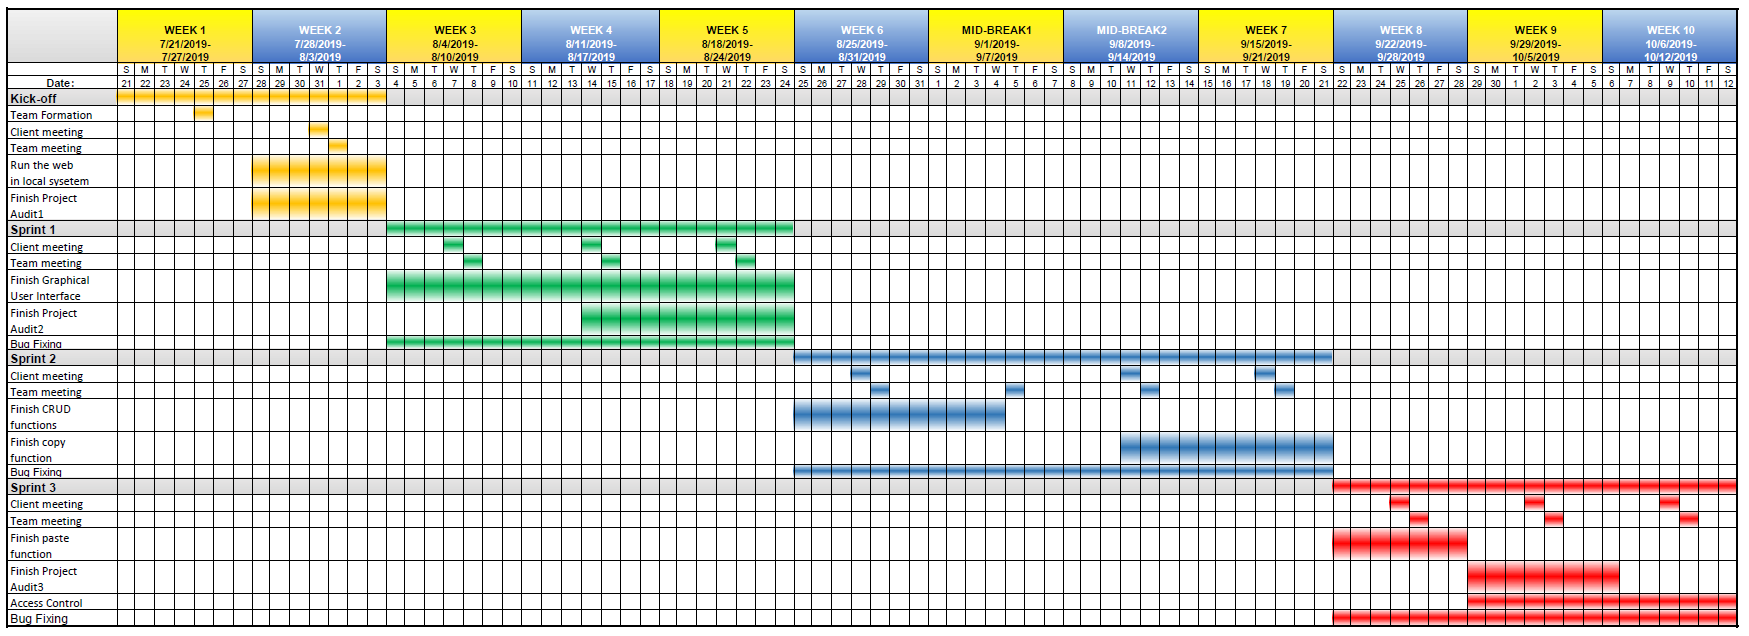 WEEK 1 WEEK 2 WEEK 3 WEEK 4 WEEK 5 WEEK 6 MID-BREAK1 MID-BREAK2 WEEK 7 WEEK 8 WEEK 9 WEEK 10
7/21/2019- 7/28/2019- 8/4/2019- 8/11/2019- 8/18/2019- 8/25/2019- 9/1/2019- 9/8/2019- 9/15/2019- 9/22/2019- 9/29/2019- 10/6/2019-
7/27/2019 8/3/2019 8/10/2019 8/17/2019 8/24/2019 8/31/2019 9/7/2019 9/14/2019 9/21/2019 9/28/2019 10/5/2019 10/12/2019
S M T W T F S S M T W T F S S M T W T F S S M T W T F S S M T W T F S S M T W T F S S M T W T F S S M T W T F S S M T W T F S S M T W T F S S M T W T F S S M T W T F S
Date: 21 22 23 24 25 26 27 28 29 30 31 1 2 3 4 5 6 7 8 9 10 11 12 13 14 15 16 17 18 19 20 21 22 23 24 25 26 27 28 29 30 31 1 2 3 4 5 6 7 8 9 10 11 12 13 14 15 16 17 18 19 20 21 22 23 24 25 26 27 28 29 30 1 2 3 4 5 6 7 8 9 10 11 12
Kick-off
Team Formation
Client meeting
Team meeting
Run the web
in local sysetem
Finish Project
Audit1
Sprint 1
Client meeting
Team meeting
Finish Graphical
User Interface
Finish Project
Audit2
Bug Fixing
Sprint 2
Client meeting
Team meeting
Finish CRUD
functions
Finish copy
function
Bug Fixing
Sprint 3
Client meeting
Team meeting
Finish paste
function
Finish Project
Audit3
Access Control
Bug Fixing